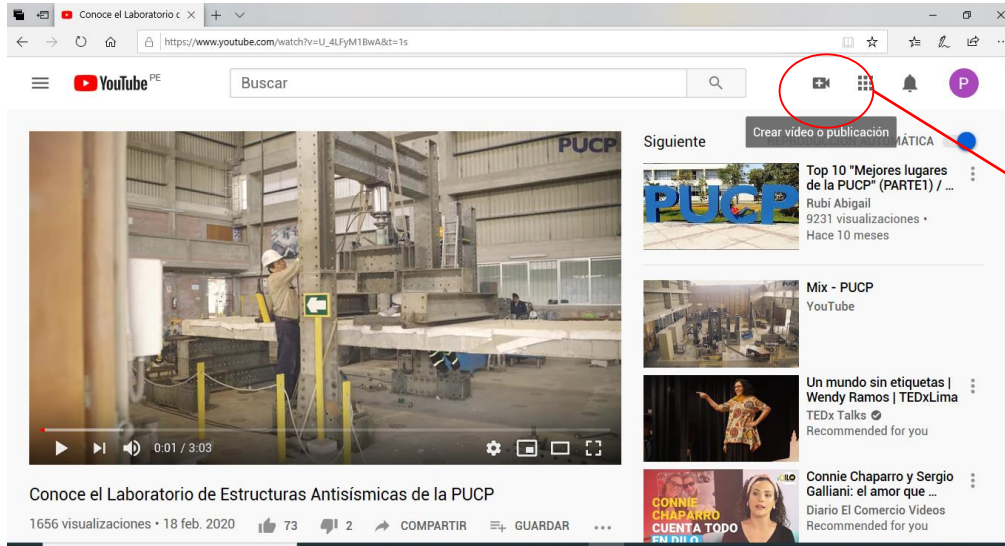 Conoce el Laboratorio c
https://www.youtube.com/watch?v=U_4LFyM1BwA&t=1s
YouTube PE
Buscar
P
Crear vídeo o publicación
Siguiente
PUCP
Top 10 "Mejores lugares
de la PUCP" (PARTE1) / ...
Rubí Abigail
9231 visualizaciones •
Hace 10 meses
PUCP
Mix - PUCP
YouTube
PUCP
Un mundo sin etiquetas |
Wendy Ramos | TEDxLima
TEDx Talks
Recommended for you
0:01 / 3:03
Conoce el Laboratorio de Estructuras Antisísmicas de la PUCP
1656 visualizaciones • 18 feb. 2020
73
2
COMPARTIR
GUARDAR
...
Connie Chaparro y Sergio
Galliani: el amor que ...
Diario El Comercio Videos
Recommended for you
CONNIE
CHAPARRO
CUENTA TODO
EN DILO